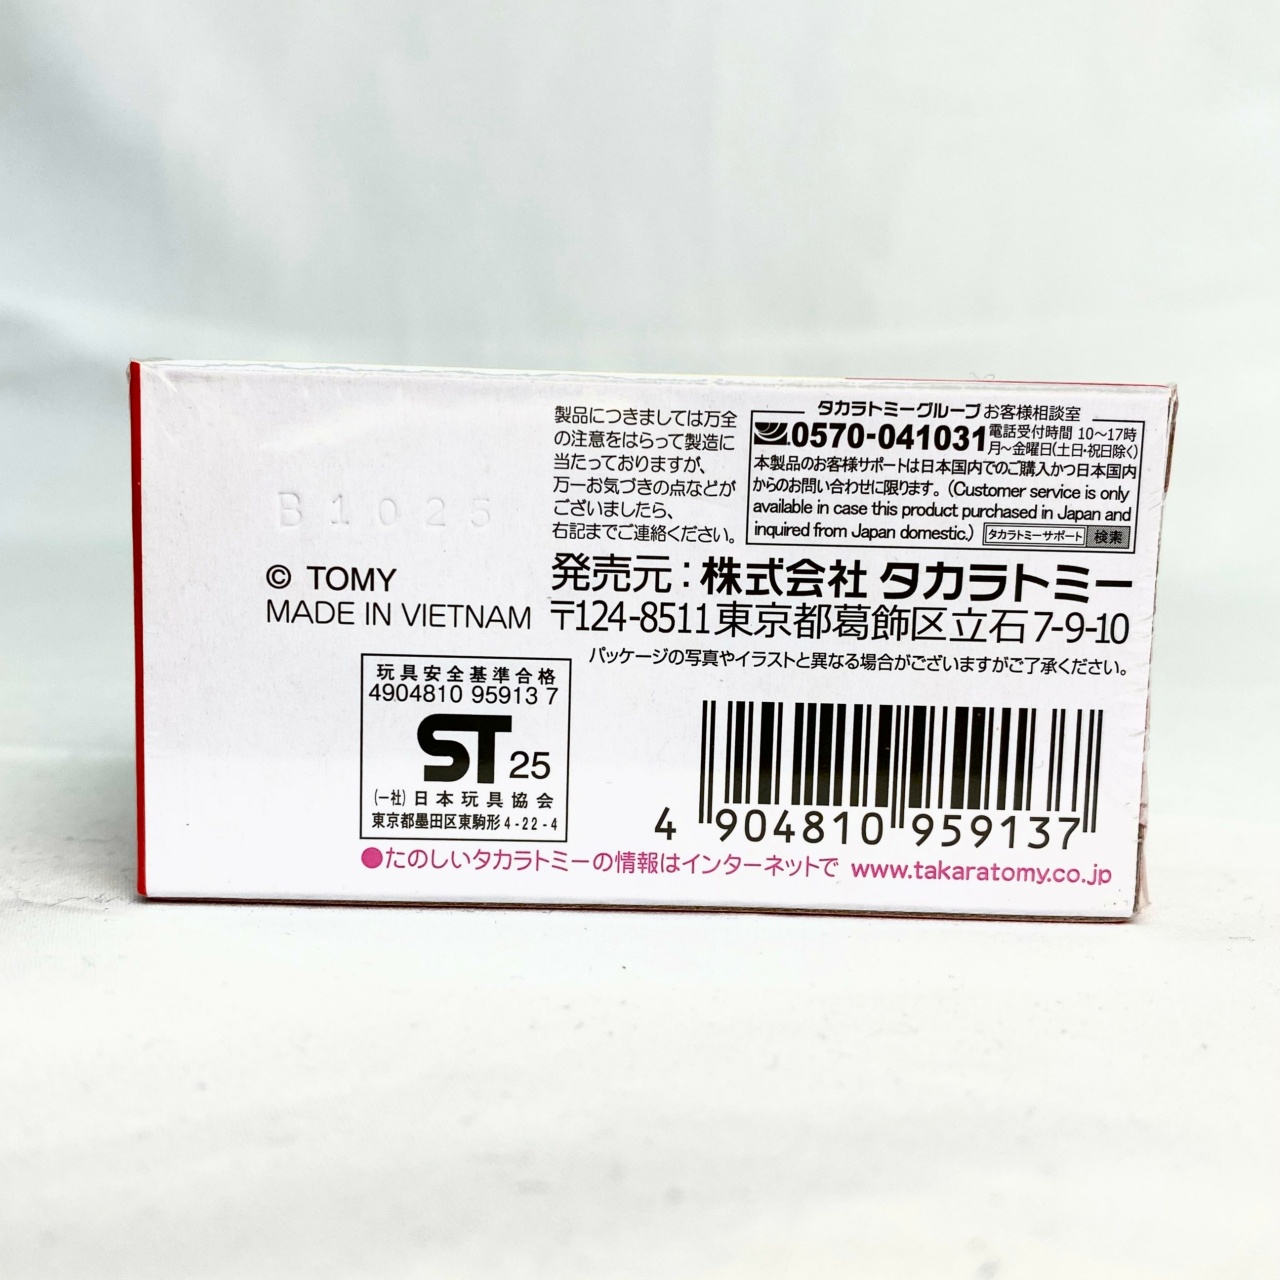 製品につきましては万全
の注意をはらって製造に
当たっておりますが、
万一お気づきの点などが
ございましたら、
右記までご連絡ください。
タカラトミーグループお客様相談室
0570-041031
電話受付時間 10〜17時
月〜金曜日(土日・祝日除く)
本製品のお客様サポートは日本国内でのご購入かつ日本国内
からのお問い合わせに限ります。(Customer service is only
available in case this product purchased in Japan and
inquired from Japan domestic.)
タカラトミーサポート 検索
B1025
© TOMY
MADE IN VIETNAM
発売元：株式会社 タカラトミー
〒124-8511東京都葛飾区立石7-9-10
パッケージの写真やイラストと異なる場合がございますがご了承ください。
玩具安全基準合格
4904810 95913 7
ST 25
(一社)日本玩具協会
東京都墨田区東駒形4-22-4
4 904810 959137
●たのしいタカラトミーの情報はインターネットで www.takaratomy.co.jp